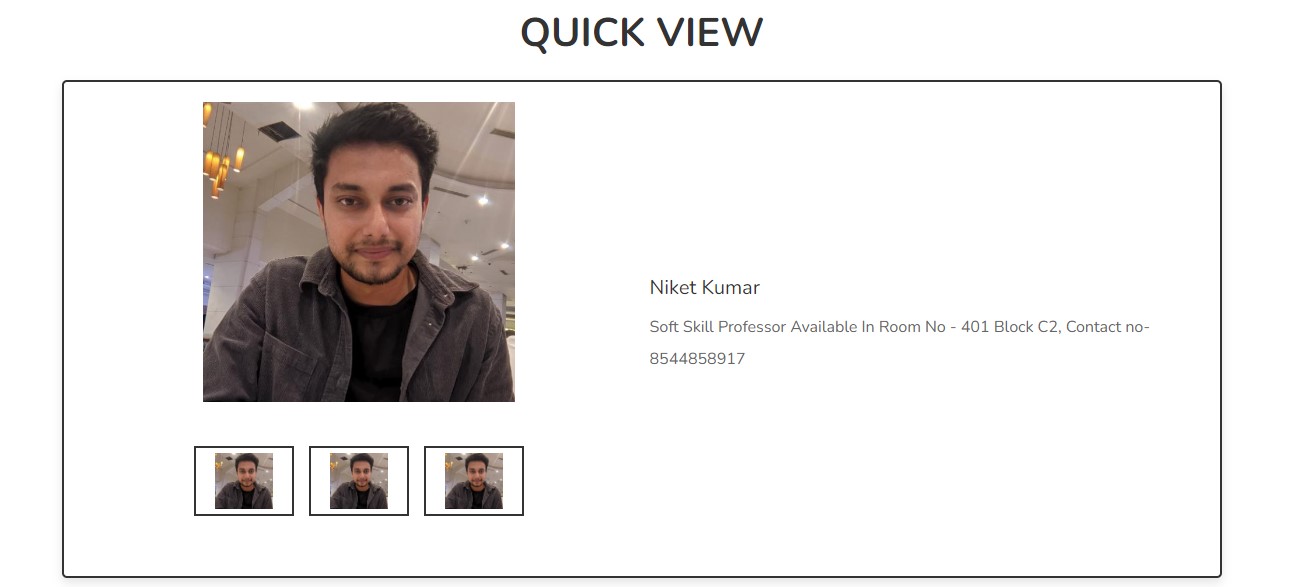 QUICK VIEW
Niket Kumar
Soft Skill Professor Available In Room No - 401 Block C2, Contact no-
8544858917